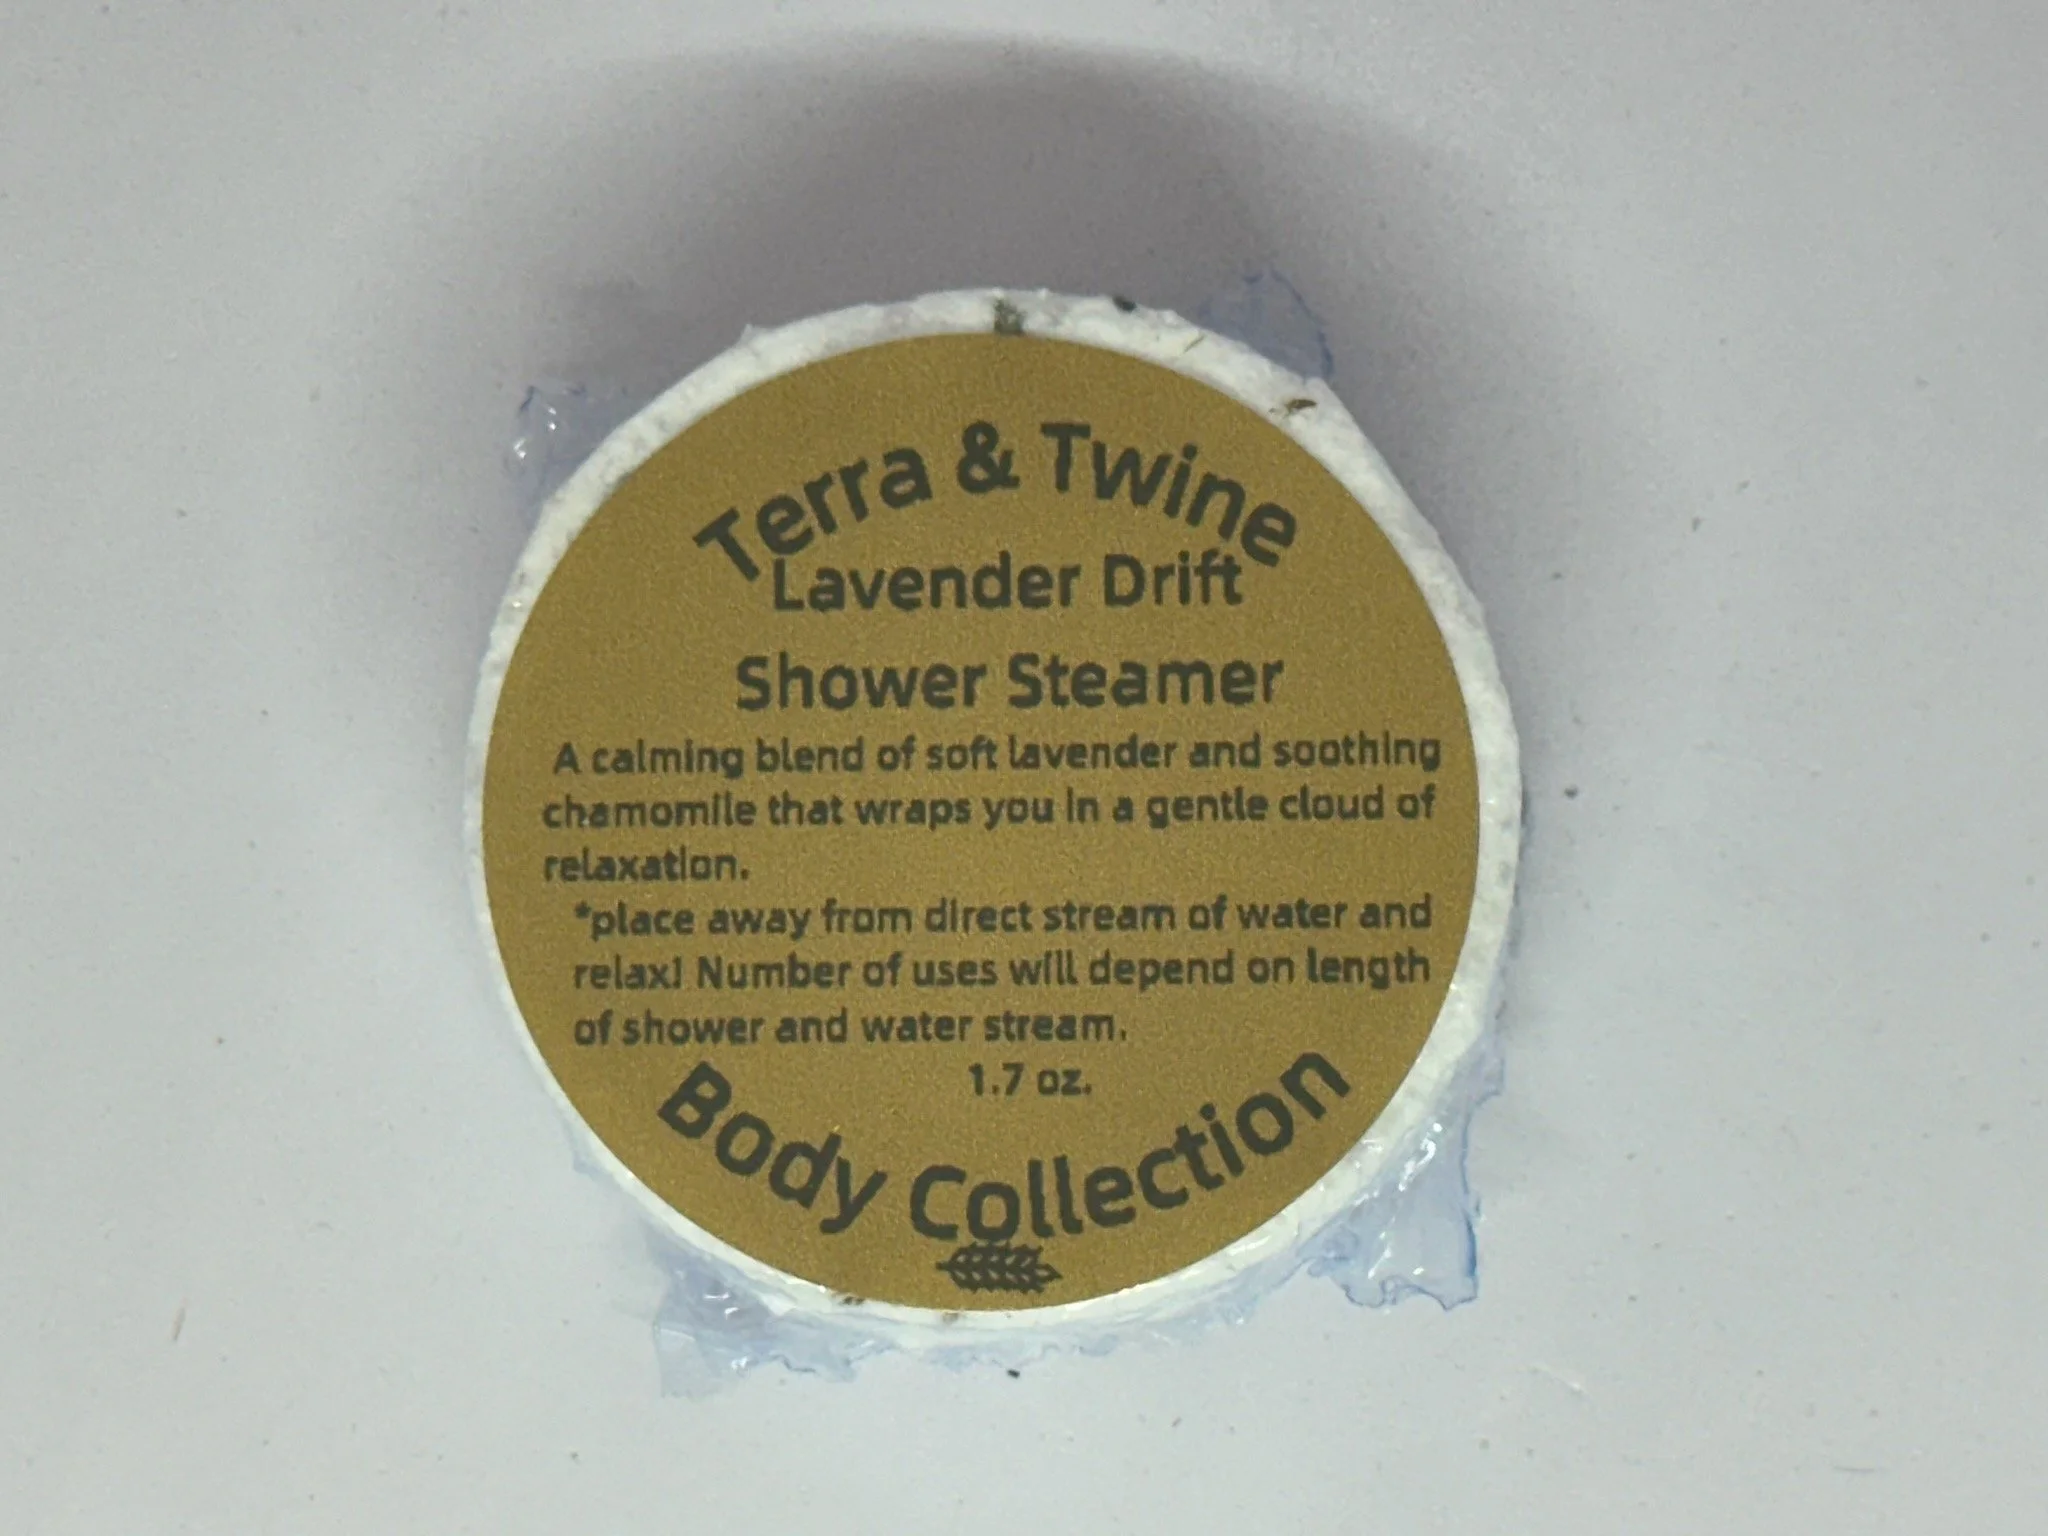 Terra & Twine
Lavender Drift
Shower Steamer
A calming blend of soft lavender and soothing
chamomile that wraps you in a gentle cloud of
relaxation.
*place away from direct stream of water and
relax! Number of uses will depend on length
of shower and water stream.
1.7 oz.
Body Collection